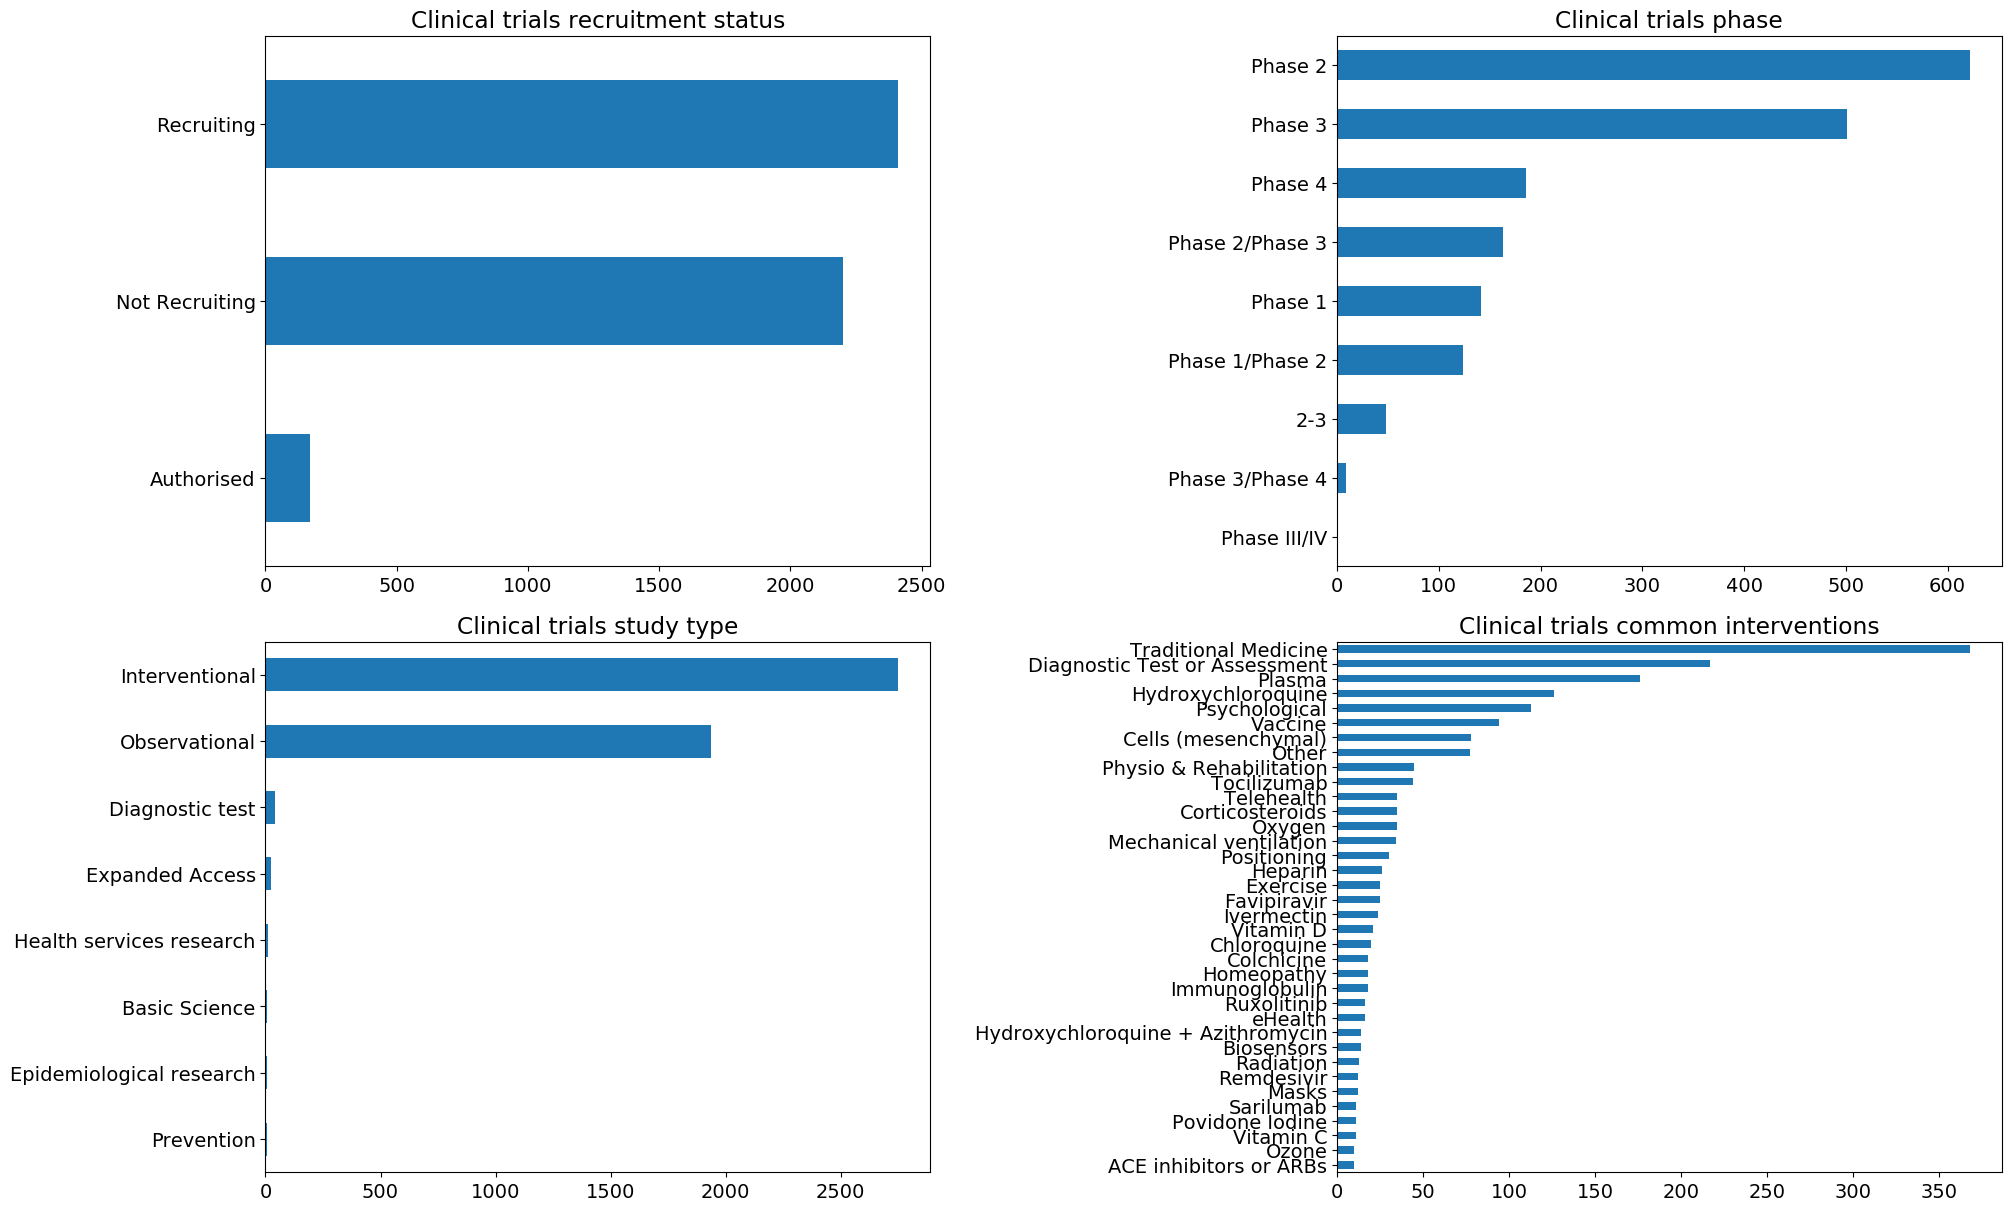 Clinical trials recruitment status
Recruiting
Not Recruiting
Authorised
0 500 1000 1500 2000 2500
Clinical trials phase
Phase 2
Phase 3
Phase 4
Phase 2/Phase 3
Phase 1
Phase 1/Phase 2
2-3
Phase 3/Phase 4
Phase III/IV
0 100 200 300 400 500 600
Clinical trials study type
Interventional
Observational
Diagnostic test
Expanded Access
Health services research
Basic Science
Epidemiological research
Prevention
0 500 1000 1500 2000 2500
Clinical trials common interventions
Traditional Medicine
Diagnostic Test or Assessment
Plasma
Hydroxychloroquine
Psychological
Vaccine
Cells (mesenchymal)
Other
Physio & Rehabilitation
Tocilizumab
Telehealth
Corticosteroids
Oxygen
Mechanical ventilation
Positioning
Heparin
Exercise
Favipiravir
Ivermectin
Vitamin D
Chloroquine
Colchicine
Homeopathy
Immunoglobulin
Ruxolitinib
eHealth
Hydroxychloroquine + Azithromycin
Biosensors
Radiation
Remdesivir
Masks
Sarilumab
Povidone Iodine
Vitamin C
Ozone
ACE inhibitors or ARBs
0 50 100 150 200 250 300 350